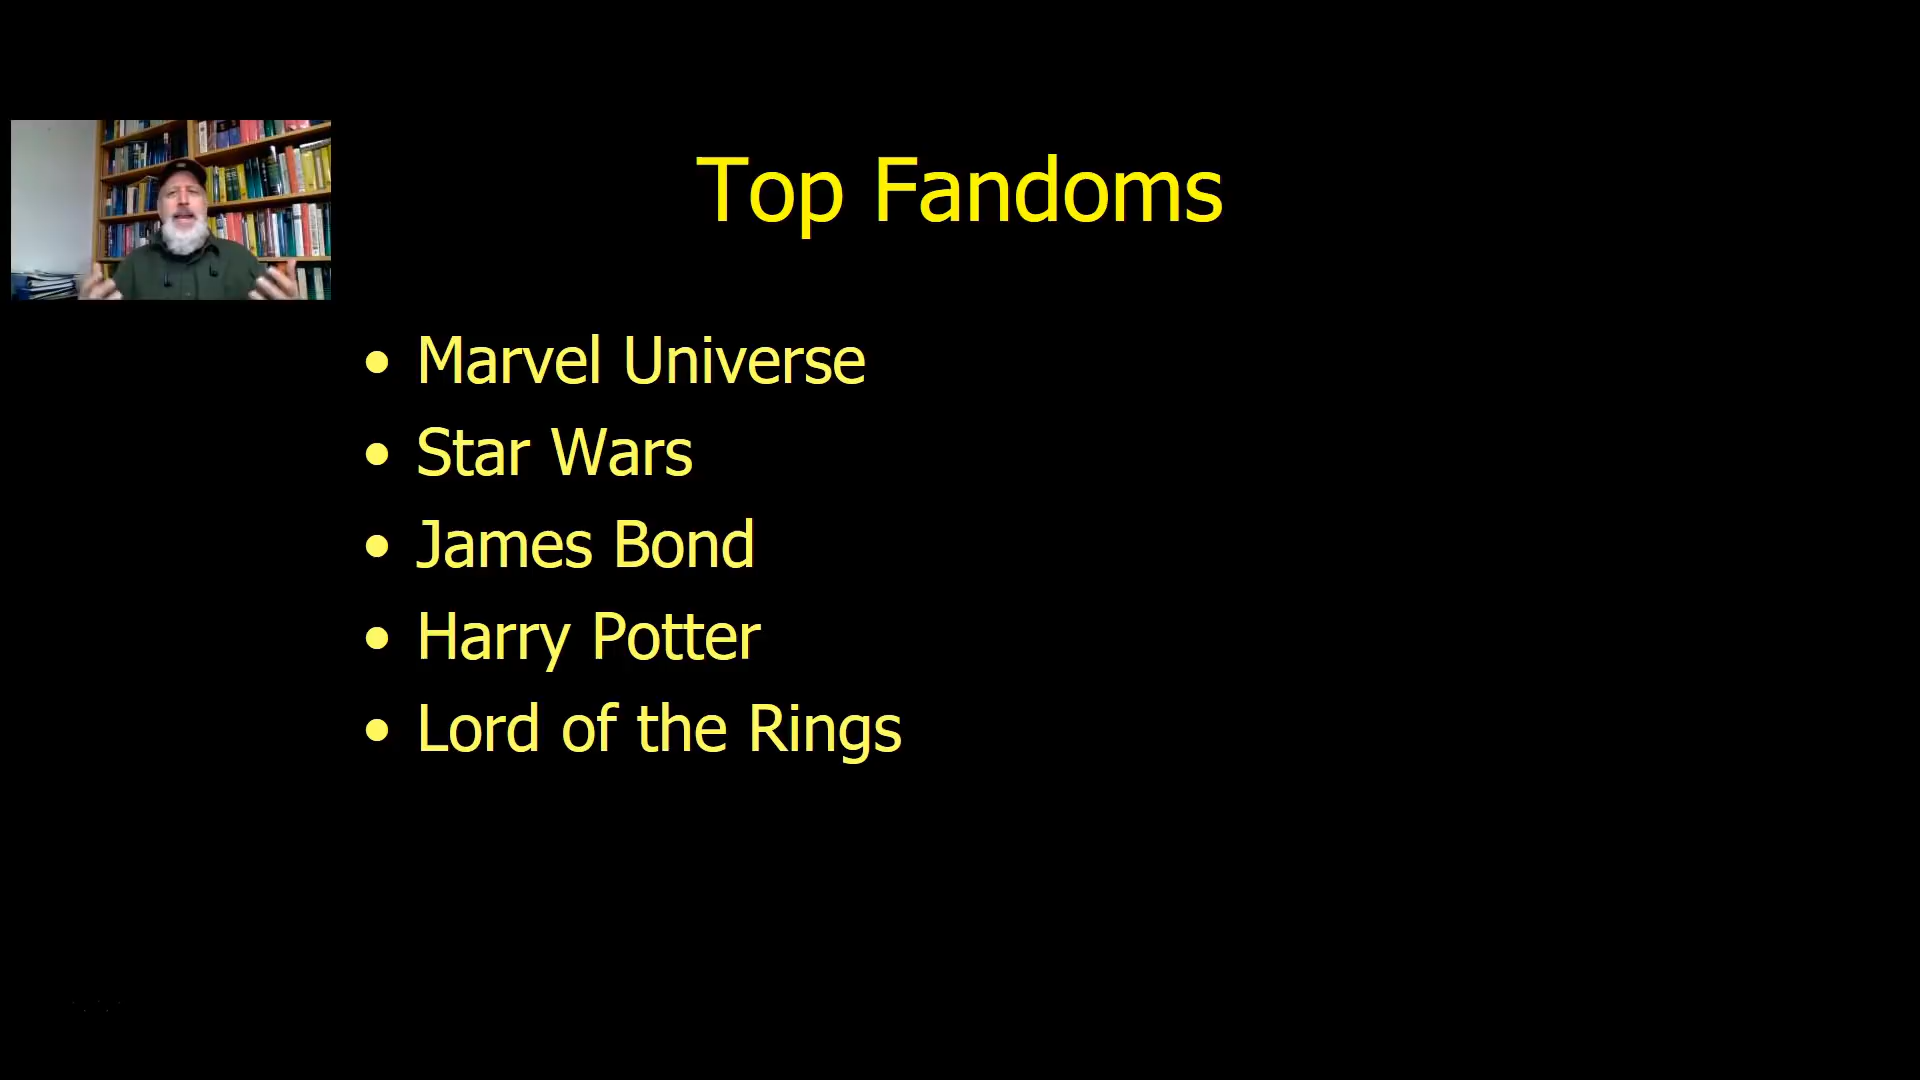 Top Fandoms
• Marvel Universe
• Star Wars
• James Bond
• Harry Potter
• Lord of the Rings